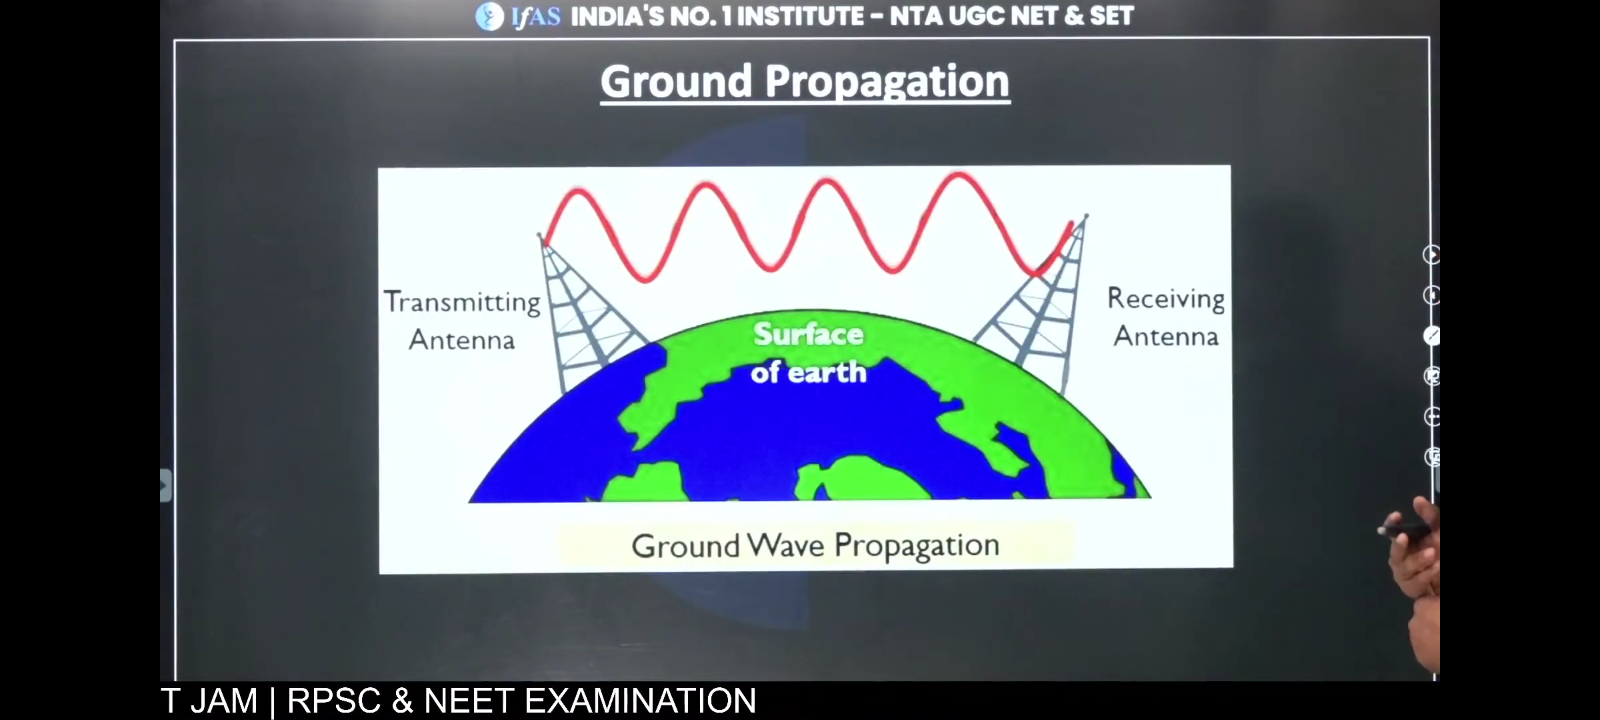 IfAS INDIA'S NO. 1 INSTITUTE – NTA UGC NET & SET
Ground Propagation
Transmitting
Antenna
Surface
of earth
Receiving
Antenna
Ground Wave Propagation
T JAM | RPSC & NEET EXAMINATION